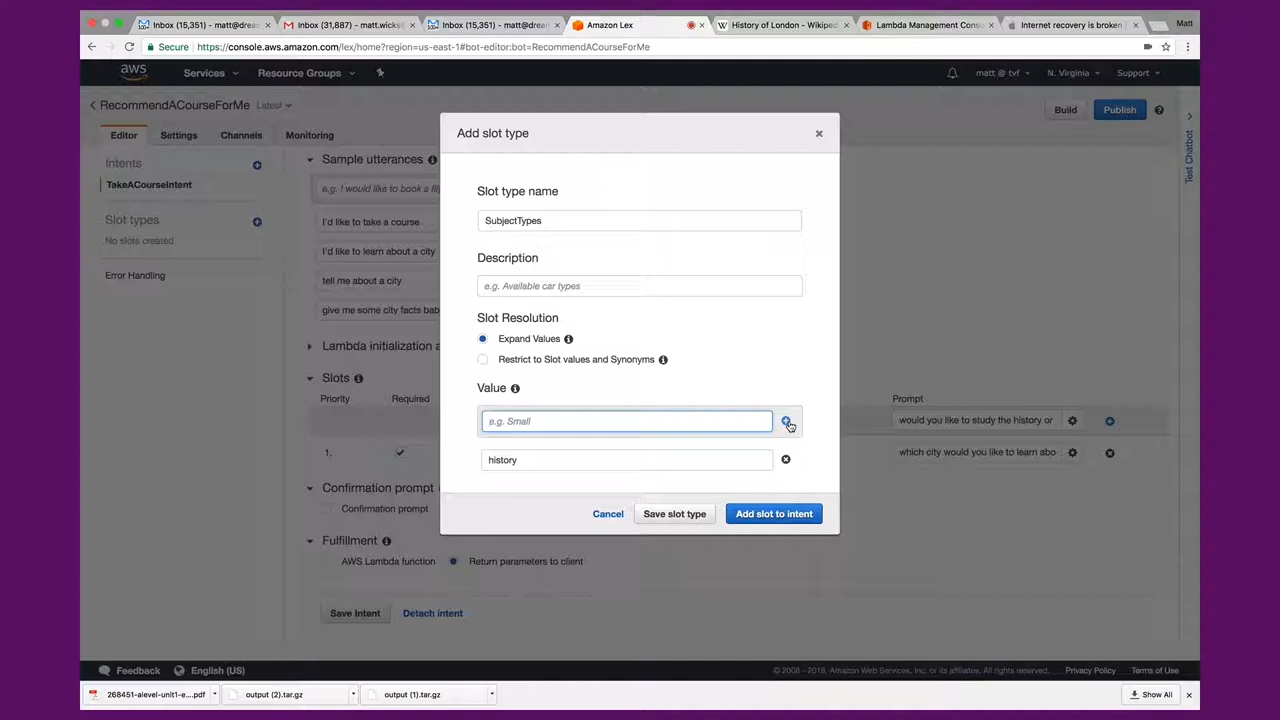 Inbox (15,351) - matt@dream
Inbox (31,887) - matt.wicks@
Inbox (15,351) - matt@dream
Amazon Lex
History of London - Wikiped
Lambda Management Cons
Internet recovery is broken
Matt
Secure
https://console.aws.amazon.com/lex/home?region=us-east-1#bot-editor:bot=RecommendACourseForMe
aws
Services
Resource Groups
matt @ tvf
N. Virginia
Support
RecommendACourseForMe
Latest
Build
Publish
Editor
Settings
Channels
Monitoring
Test Chatbot
Intents
TakeACourseIntent
Slot types
No slots created
Error Handling
Sample utterances
e.g. I would like to book a fli
I'd like to take a course
I'd like to learn about a city
tell me about a city
give me some city facts bab
Lambda initialization a
Slots
Priority
Required
Prompt
would you like to study the history or
1.
which city would you like to learn abo
Confirmation prompt
Confirmation prompt
Fulfillment
AWS Lambda function
Return parameters to client
Save Intent
Detach intent
Add slot type
Slot type name
SubjectTypes
Description
e.g. Available car types
Slot Resolution
Expand Values
Restrict to Slot values and Synonyms
Value
e.g. Small
history
Cancel
Save slot type
Add slot to intent
Feedback
English (US)
© 2008 - 2018, Amazon Web Services, Inc. or its affiliates. All rights reserved.
Privacy Policy
Terms of Use
268451-alevel-unit1-e....pdf
output (2).tar.gz
output (1).tar.gz
Show All